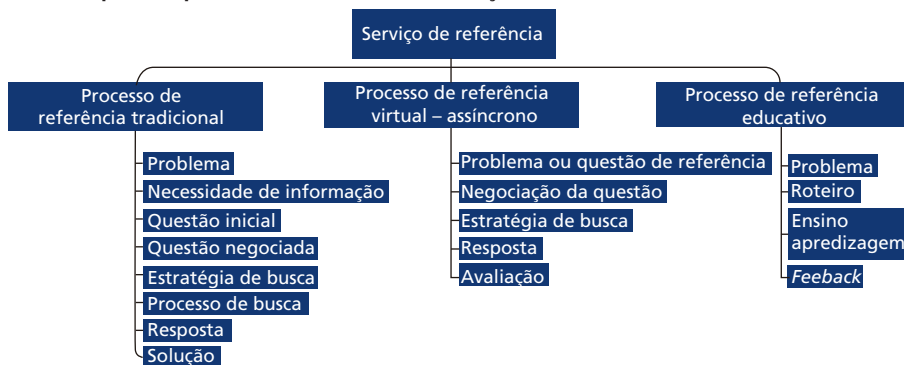 Serviço de referência
Processo de
referência tradicional
Problema
Necessidade de informação
Questão inicial
Questão negociada
Estratégia de busca
Processo de busca
Resposta
Solução
Processo de referência
virtual – assíncrono
Problema ou questão de referência
Negociação da questão
Estratégia de busca
Resposta
Avaliação
Processo de referência
educativo
Problema
Roteiro
Ensino
apredizagem
Feeback